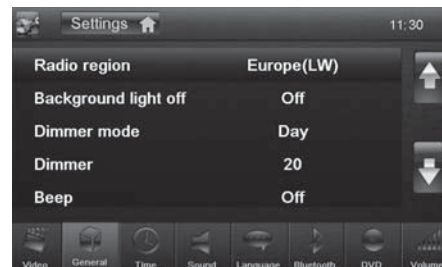 Settings 11:30
Radio region Europe(LW)
Background light off Off
Dimmer mode Day
Dimmer 20
Beep Off
Video General Time Sound Language Bluetooth DVD Volume